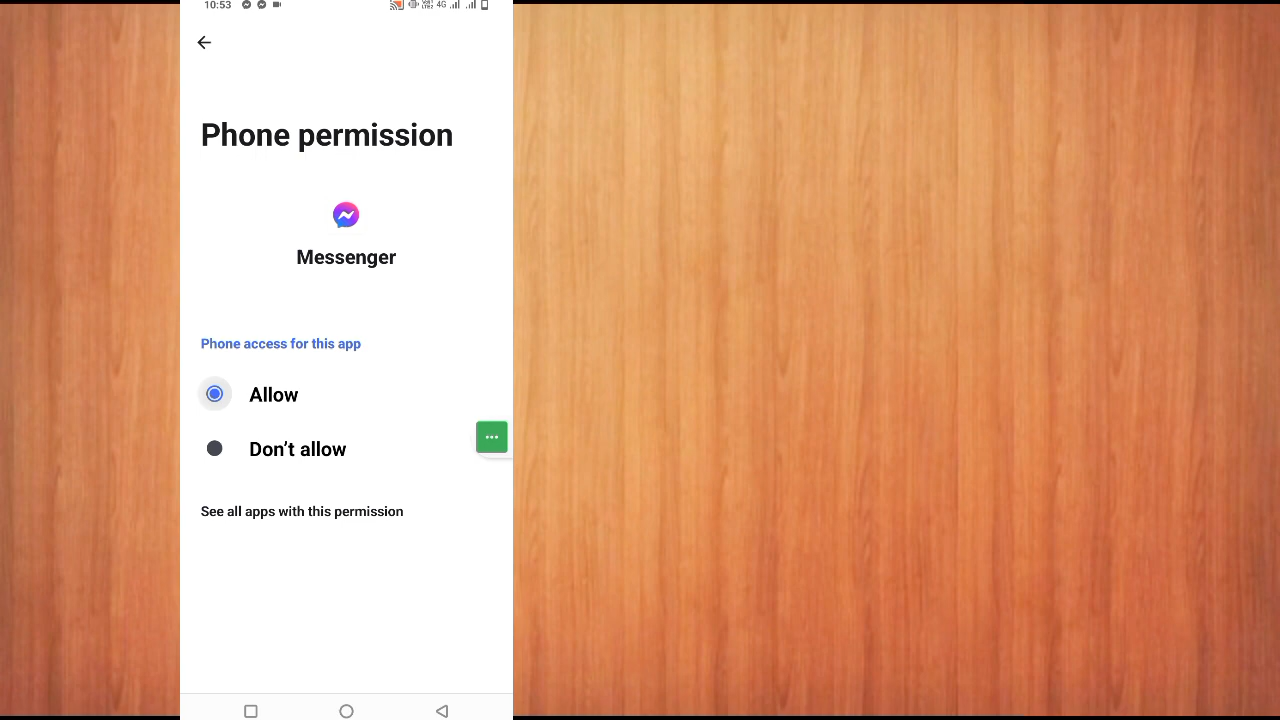 10:53 4G
Phone permission
Messenger
Phone access for this app
Allow
Don’t allow
See all apps with this permission